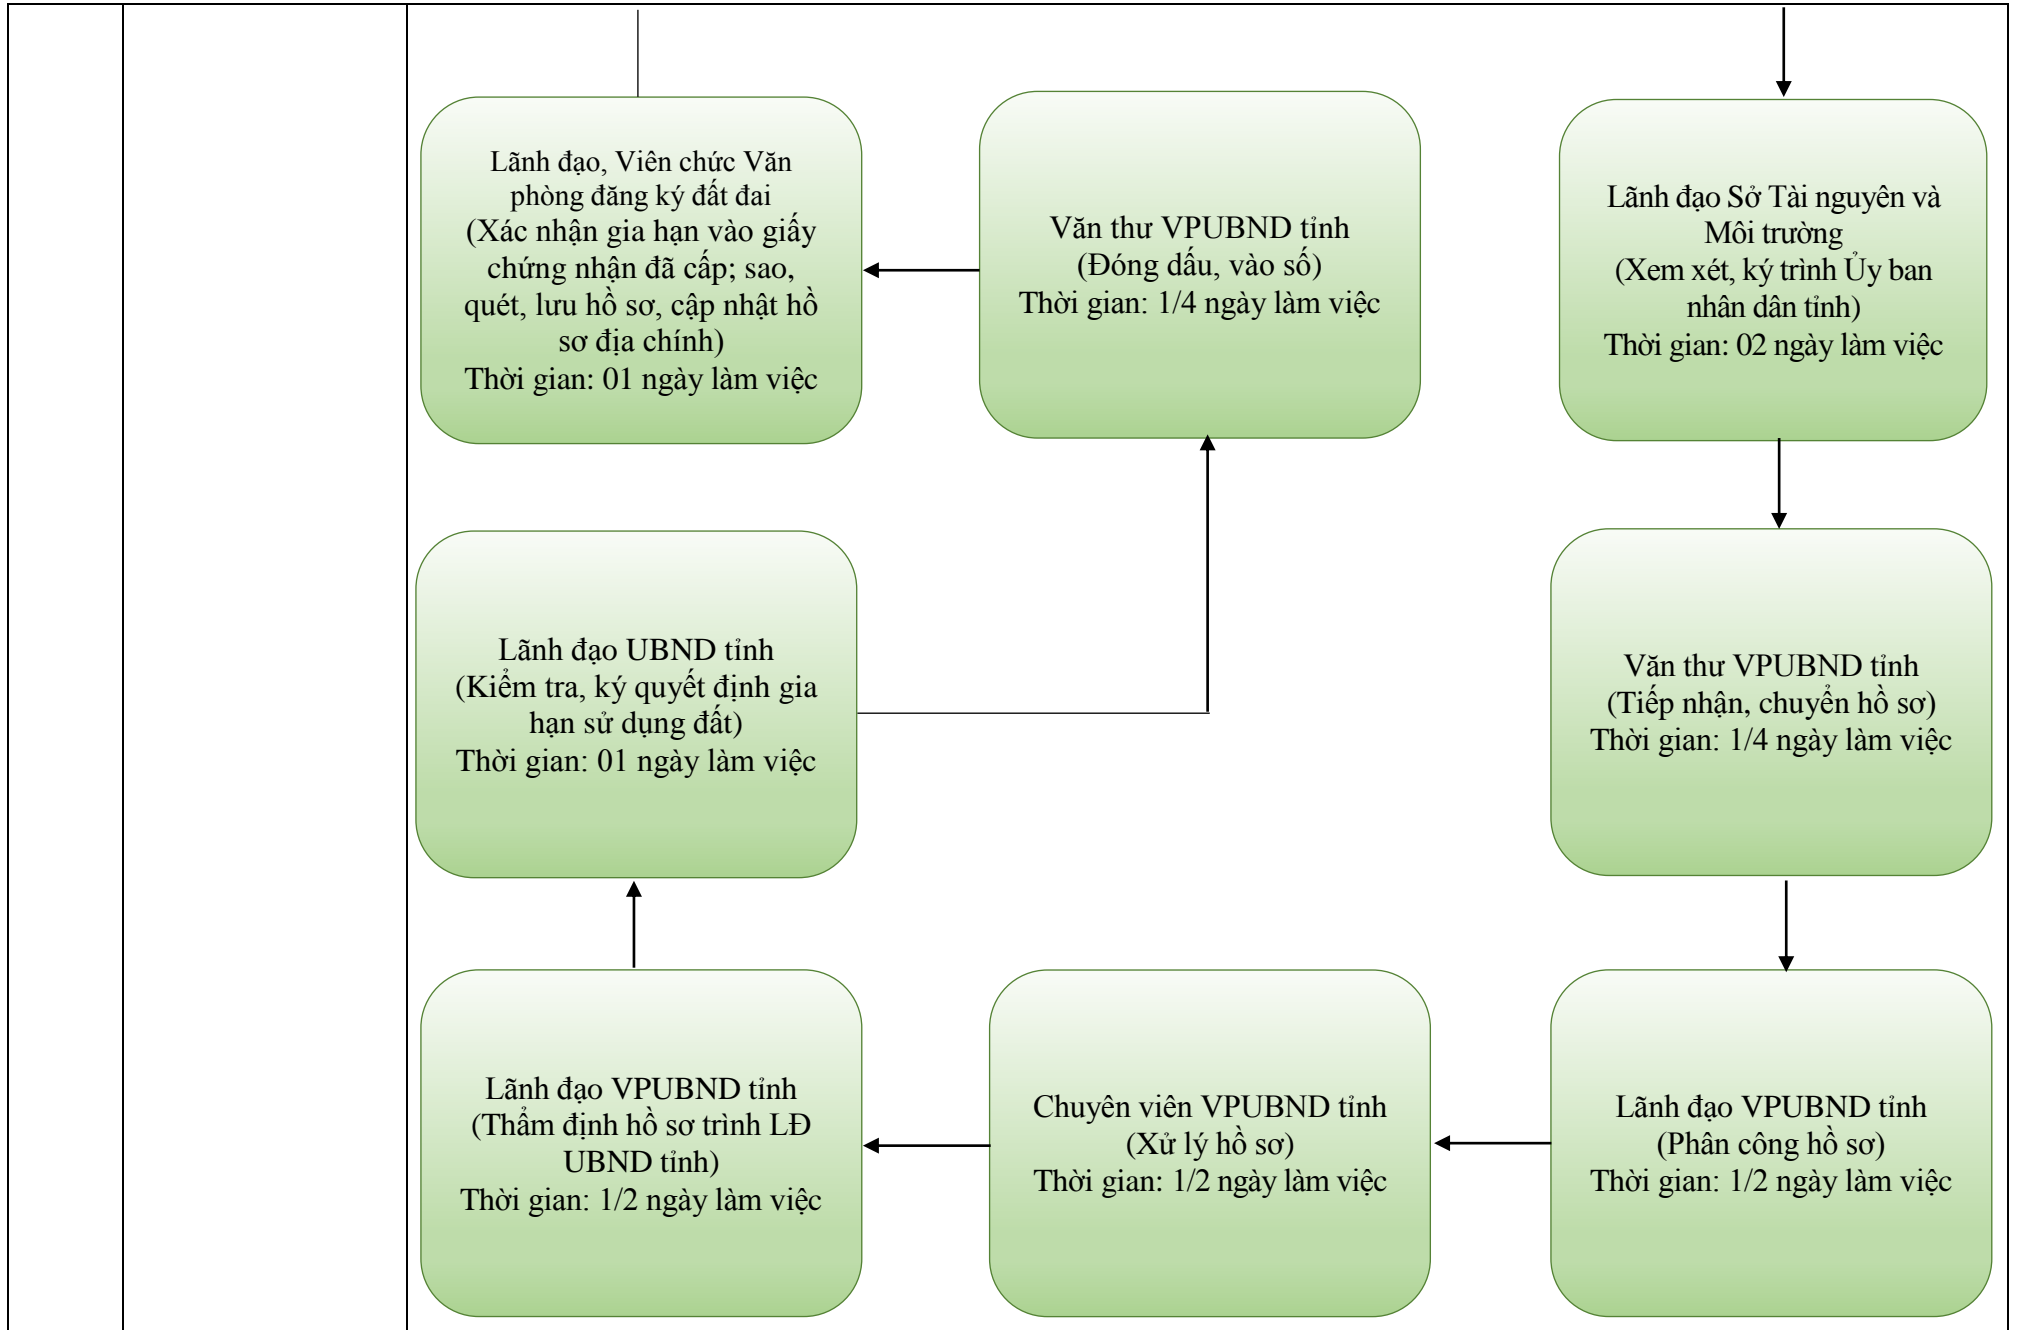 Lãnh đạo, Viên chức Văn
phòng đăng ký đất đai
(Xác nhận gia hạn vào giấy
chứng nhận đã cấp; sao,
quét, lưu hồ sơ, cập nhật hồ
sơ địa chính)
Thời gian: 01 ngày làm việc
Văn thư VPUBND tỉnh
(Đóng dấu, vào số)
Thời gian: 1/4 ngày làm việc
Lãnh đạo Sở Tài nguyên và
Môi trường
(Xem xét, ký trình Ủy ban
nhân dân tỉnh)
Thời gian: 02 ngày làm việc
Lãnh đạo UBND tỉnh
(Kiểm tra, ký quyết định gia
hạn sử dụng đất)
Thời gian: 01 ngày làm việc
Văn thư VPUBND tỉnh
(Tiếp nhận, chuyển hồ sơ)
Thời gian: 1/4 ngày làm việc
Lãnh đạo VPUBND tỉnh
(Thẩm định hồ sơ trình LĐ
UBND tỉnh)
Thời gian: 1/2 ngày làm việc
Chuyên viên VPUBND tỉnh
(Xử lý hồ sơ)
Thời gian: 1/2 ngày làm việc
Lãnh đạo VPUBND tỉnh
(Phân công hồ sơ)
Thời gian: 1/2 ngày làm việc